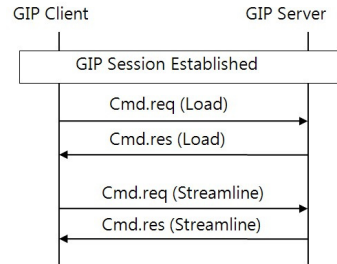 GIP Client GIP Server
GIP Session Established
Cmd.req (Load)
Cmd.res (Load)
Cmd.req (Streamline)
Cmd.res (Streamline)